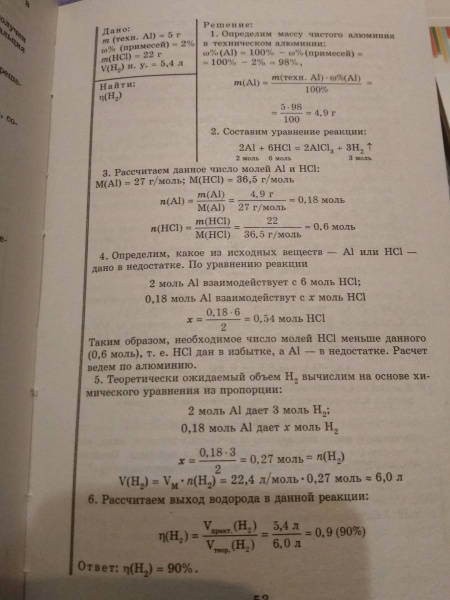 Дано:
m (техн. Al) = 5 г
ω% (примесей) = 2%
m(HCl) = 22 г
V(H₂) н. у. = 5,4 л
Найти:
η(H₂)
Решение:
1. Определим массу чистого алюминия
в техническом алюминии:
ω%(Al) = 100% − ω%(примесей) =
= 100% − 2% = 98%,
m(Al) = m(техн. Al)·ω%(Al) / 100% =
= 5·98 / 100 = 4,9 г
2. Составим уравнение реакции:
2Al + 6HCl = 2AlCl₃ + 3H₂ ↑
2 моль 6 моль 3 моль
3. Рассчитаем данное число молей Al и HCl:
M(Al) = 27 г/моль; M(HCl) = 36,5 г/моль
n(Al) = m(Al) / M(Al) = 4,9 г / 27 г/моль = 0,18 моль
n(HCl) = m(HCl) / M(HCl) = 22 / 36,5 г/моль = 0,6 моль
4. Определим, какое из исходных веществ — Al или HCl —
дано в недостатке. По уравнению реакции
2 моль Al взаимодействует с 6 моль HCl;
0,18 моль Al взаимодействует с x моль HCl
x = 0,18·6 / 2 = 0,54 моль HCl
Таким образом, необходимое число молей HCl меньше данного
(0,6 моль), т. е. HCl дан в избытке, а Al — в недостатке. Расчет
ведем по алюминию.
5. Теоретически ожидаемый объем H₂ вычислим на основе хи-
мического уравнения из пропорции:
2 моль Al дает 3 моль H₂;
0,18 моль Al дает x моль H₂
x = 0,18·3 / 2 = 0,27 моль = n(H₂)
V(H₂) = V_M · n(H₂) = 22,4 л/моль·0,27 моль ≈ 6,0 л
6. Рассчитаем выход водорода в данной реакции:
η(H₂) = V практ.(H₂) / V теор.(H₂) = 5,4 л / 6,0 л = 0,9 (90%)
Ответ: η(H₂) = 90%.